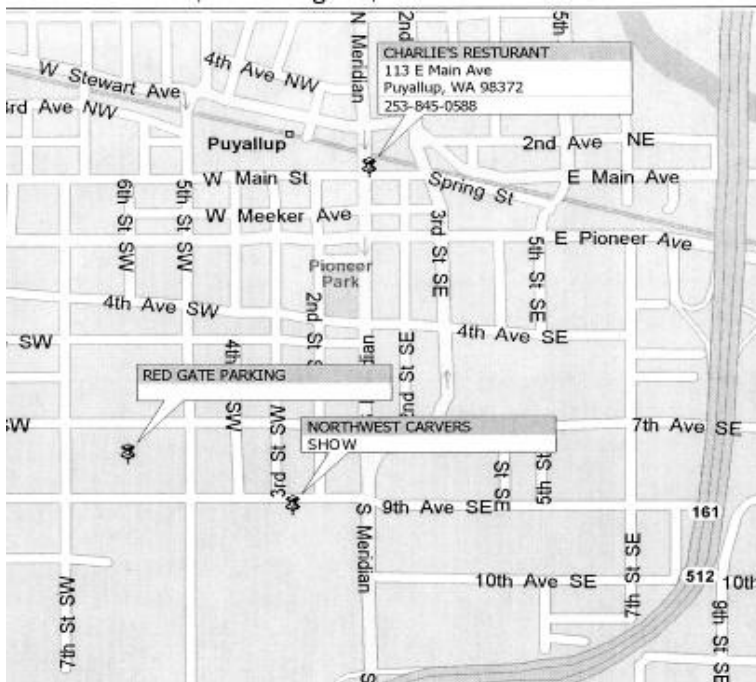 N Meridian
2nd
5th
CHARLIE'S RESTURANT
113 E Main Ave
Puyallup, WA 98372
253-845-0588
4th Ave NW
W Stewart Ave
3rd Ave NW
Puyallup
2nd Ave NE
W Main St
Spring St
E Main Ave
6th St SW
5th St SW
W Meeker Ave
3rd St SE
5th St SE
E Pioneer Ave
Pioneer
Park
4th Ave SW
2nd St S
4th Ave SE
SW
4th
SW
RED GATE PARKING
nd St SE
SW
NORTHWEST CARVERS
SHOW
7th Ave SE
3rd St SW
St SE
5th St
9th Ave SE
161
S Meridian
10th Ave SE
512
10th
7th St SE
7th St SW
9th St SE
S